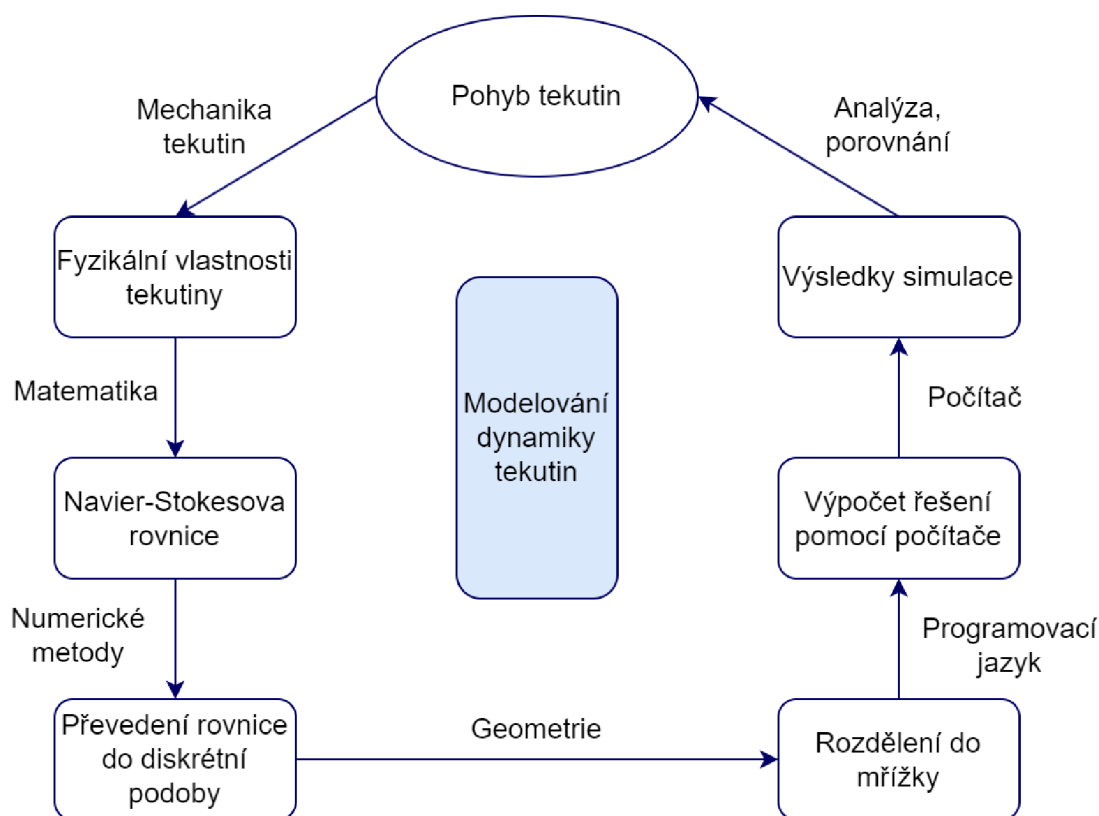 Pohyb tekutin
Mechanika
tekutin
Analýza,
porovnání
Fyzikální vlastnosti
tekutiny
Výsledky simulace
Matematika
Počítač
Modelování
dynamiky
tekutin
Navier-Stokesova
rovnice
Výpočet řešení
pomocí počítače
Numerické
metody
Programovací
jazyk
Převedení rovnice
do diskrétní
podoby
Geometrie
Rozdělení do
mřížky